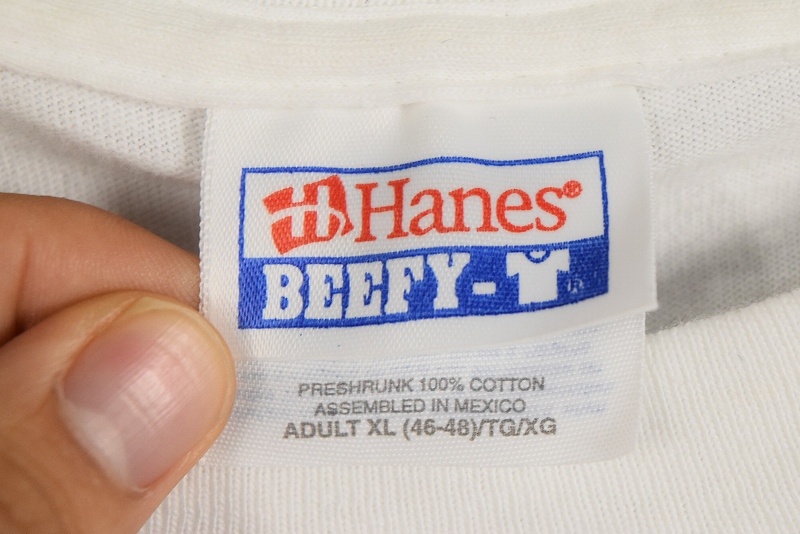 Hanes®
BEEFY-T®
PRESHRUNK 100% COTTON
ASSEMBLED IN MEXICO
ADULT XL (46-48)/TG/XG